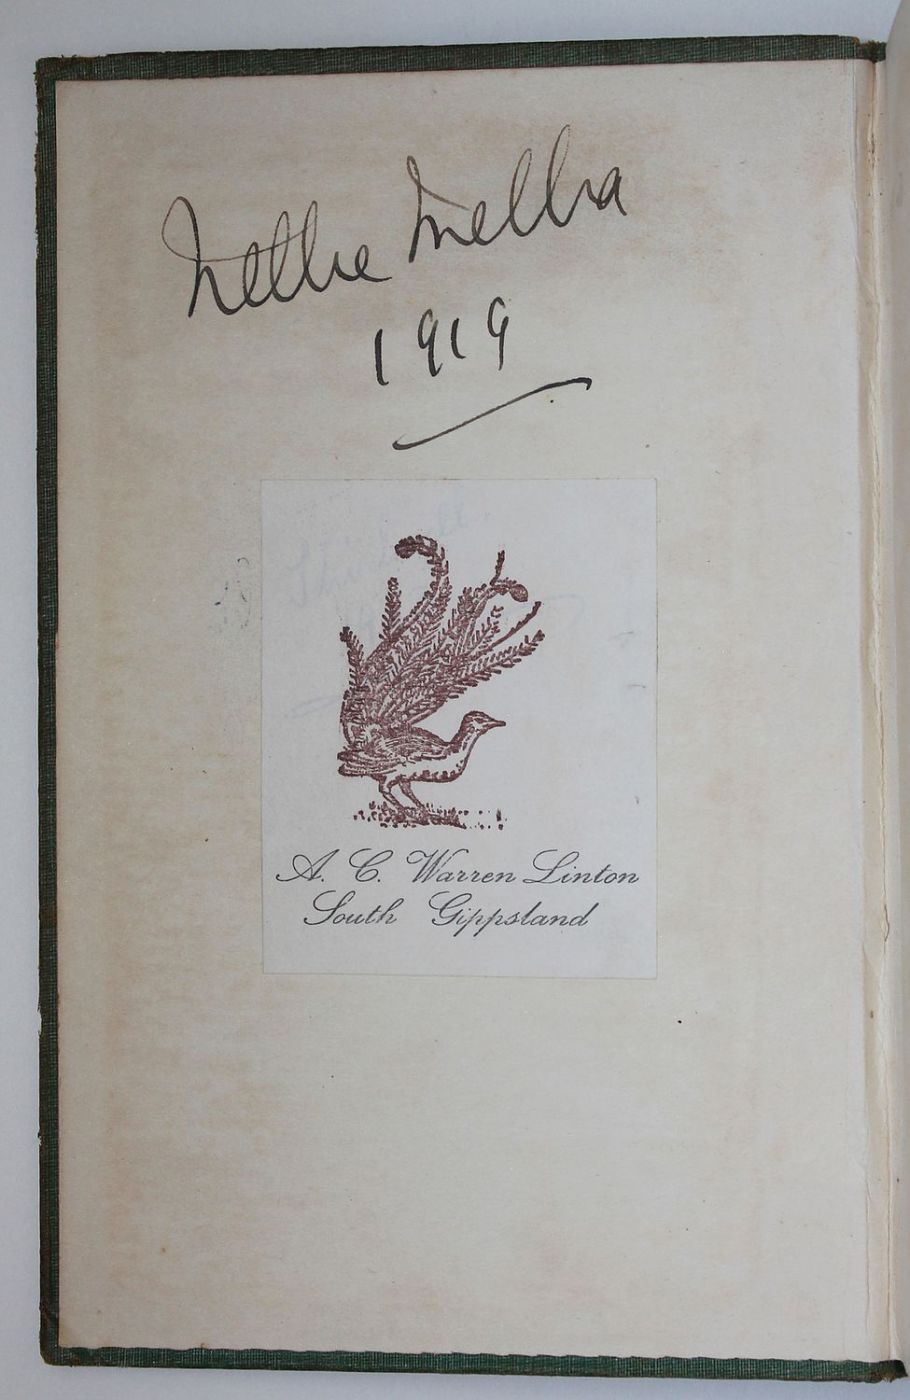 Nellie Melba
1919
A. C. Warren Linton
South Gippsland